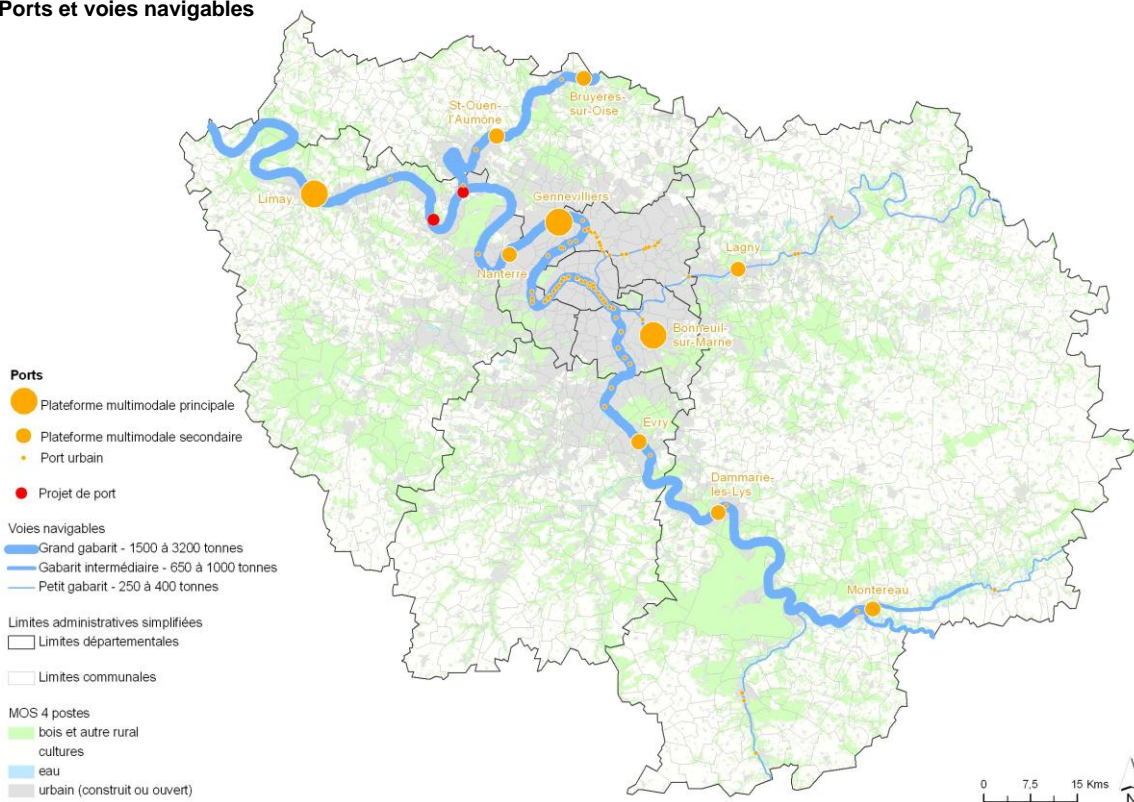 Ports et voies navigables
St-Ouen-
l'Aumône
Bruyères-
sur-Oise
Limay
Gennevilliers
Nanterre
Lagny
Bonneuil-
sur-Marne
Evry
Dammarie-
les-Lys
Montereau
Ports
Plateforme multimodale principale
Plateforme multimodale secondaire
Port urbain
Projet de port
Voies navigables
Grand gabarit - 1500 à 3200 tonnes
Gabarit intermédiaire - 650 à 1000 tonnes
Petit gabarit - 250 à 400 tonnes
Limites administratives simplifiées
Limites départementales
Limites communales
MOS 4 postes
bois et autre rural
cultures
eau
urbain (construit ou ouvert)
0 7,5 15 Kms
N